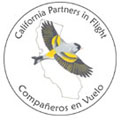 California Partners in Flight
Compañeros en Vuelo